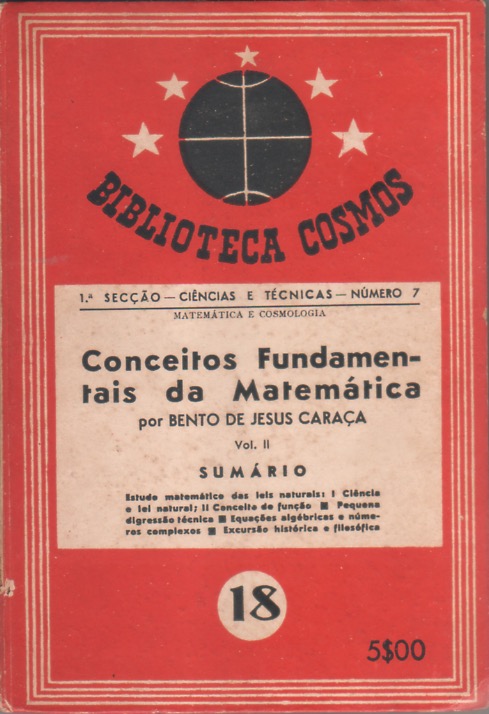 BIBLIOTECA COSMOS
1.ª SECÇÃO — CIÊNCIAS E TÉCNICAS — NÚMERO 7
MATEMÁTICA E COSMOLOGIA
Conceitos Fundamen-
tais da Matemática
por BENTO DE JESUS CARAÇA
Vol. II
SUMÁRIO
Estudo matemático das leis naturais: I Ciência
e lei natural; II Conceito de função ■ Pequena
digressão técnica ■ Equações algébricas e núme-
ros complexos ■ Excursão histórica e filosófica
18
5$00